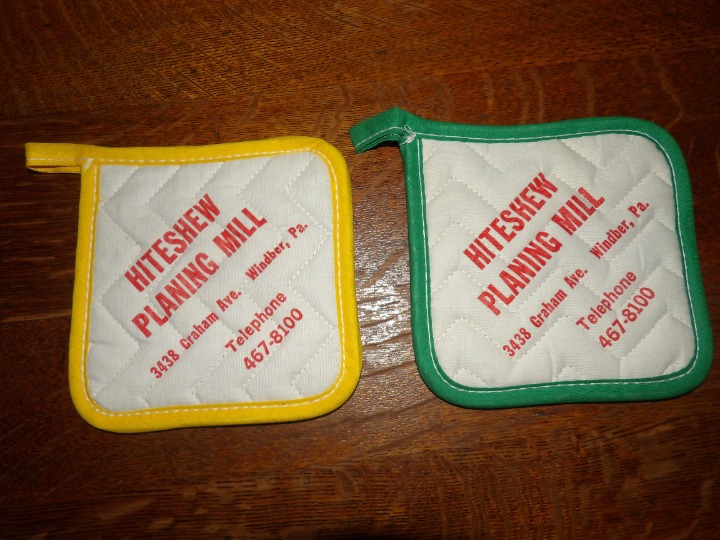 HITESHEW
PLANING MILL
3438 Graham Ave. Windber, Pa.
Telephone
467-8100
HITESHEW
PLANING MILL
3438 Graham Ave. Windber, Pa.
Telephone
467-8100